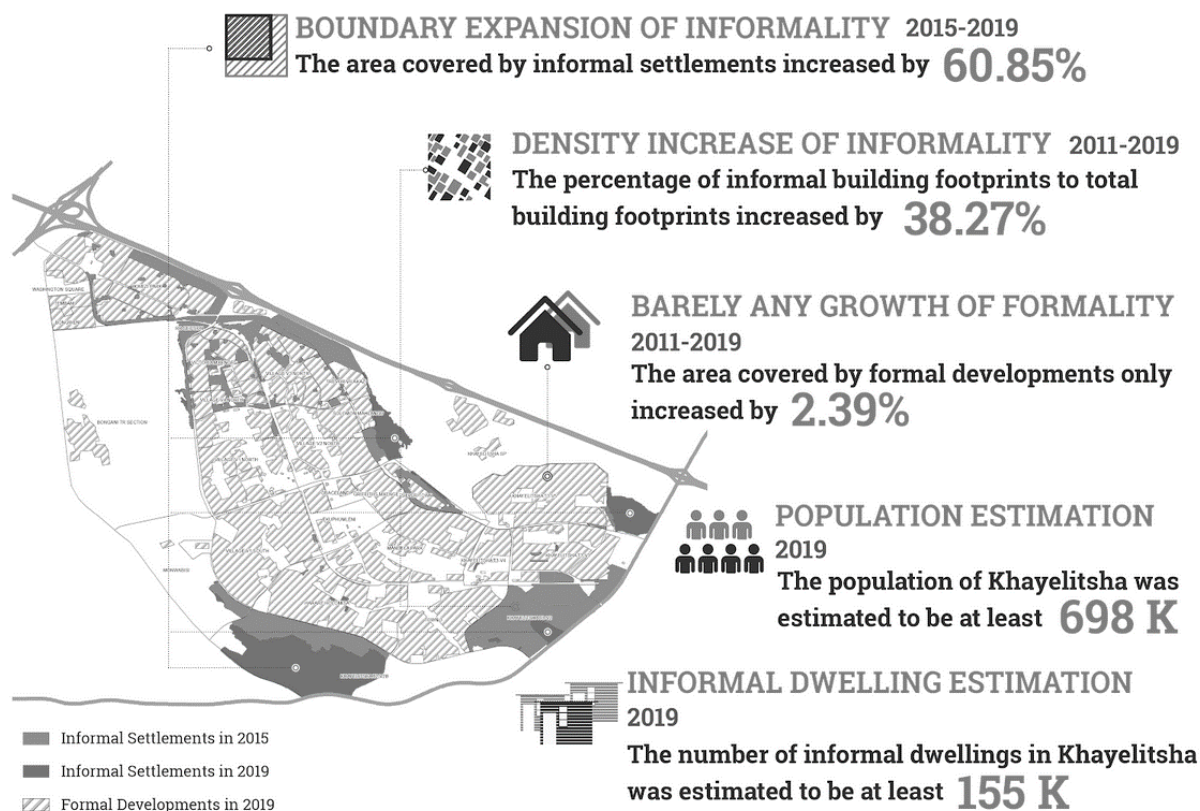 BOUNDARY EXPANSION OF INFORMALITY 2015-2019
The area covered by informal settlements increased by 60.85%
DENSITY INCREASE OF INFORMALITY 2011-2019
The percentage of informal building footprints to total
building footprints increased by 38.27%
BARELY ANY GROWTH OF FORMALITY
2011-2019
The area covered by formal developments only
increased by 2.39%
POPULATION ESTIMATION
2019
The population of Khayelitsha was
estimated to be at least 698 K
INFORMAL DWELLING ESTIMATION
2019
The number of informal dwellings in Khayelitsha
was estimated to be at least 155 K
WASHINGTON SQUARE
BONGANI TR SECTION
Informal Settlements in 2015
Informal Settlements in 2019
Formal Developments in 2019